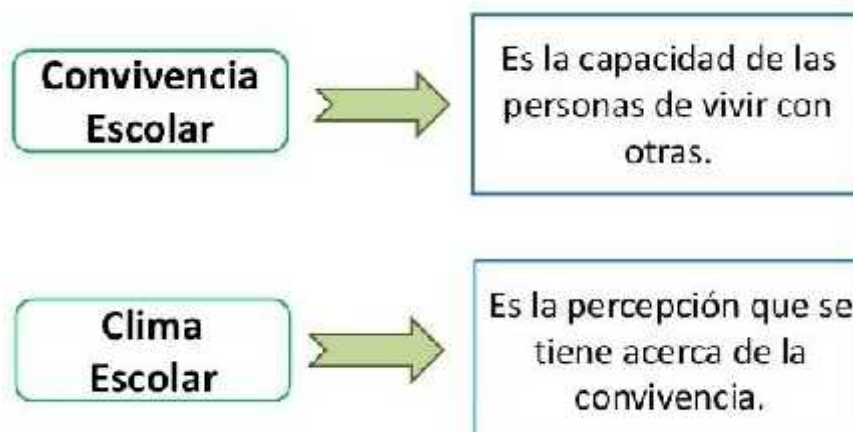 Convivencia
Escolar
Es la capacidad de las
personas de vivir con
otras.
Clima
Escolar
Es la percepción que se
tiene acerca de la
convivencia.